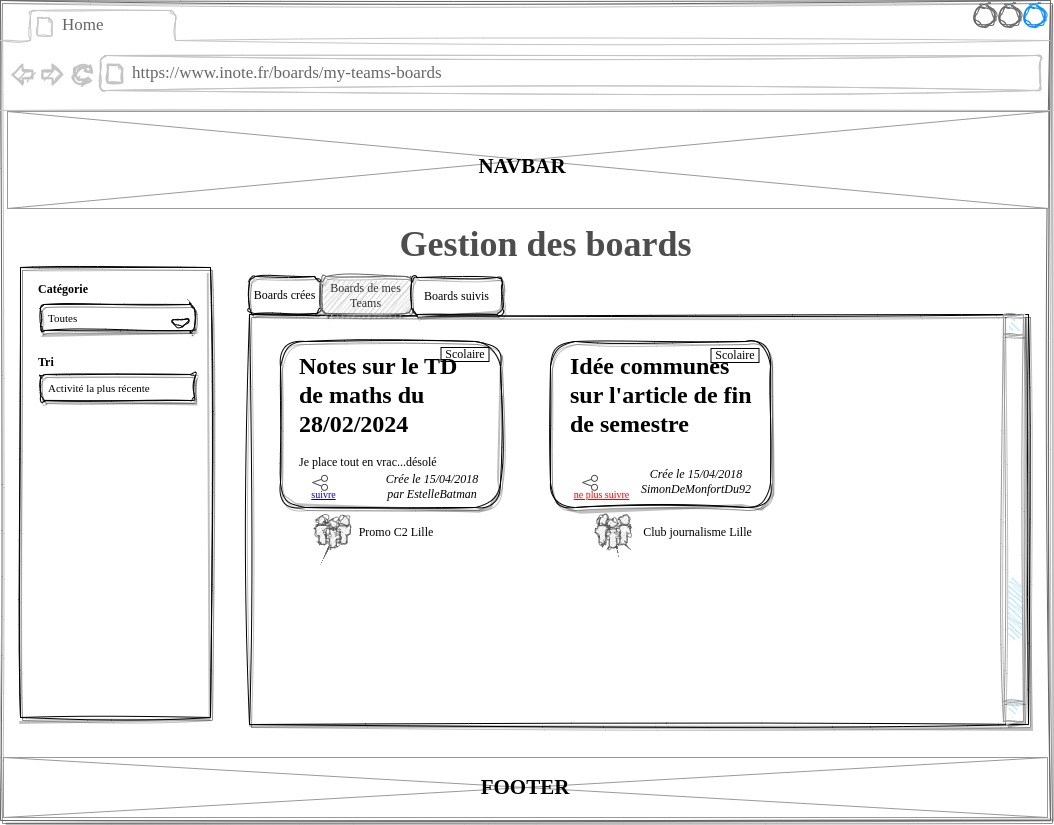 Home
https://www.inote.fr/boards/my-teams-boards
NAVBAR
Gestion des boards
Catégorie
Toutes
Tri
Activité la plus récente
Boards crées
Boards de mes
Teams
Boards suivis
Scolaire
Notes sur le TD
de maths du
28/02/2024
Je place tout en vrac...désolé
Crée le 15/04/2018
par EstelleBatman
suivre
Promo C2 Lille
Scolaire
Idée communes
sur l'article de fin
de semestre
Crée le 15/04/2018
SimonDeMonfortDu92
ne plus suivre
Club journalisme Lille
FOOTER